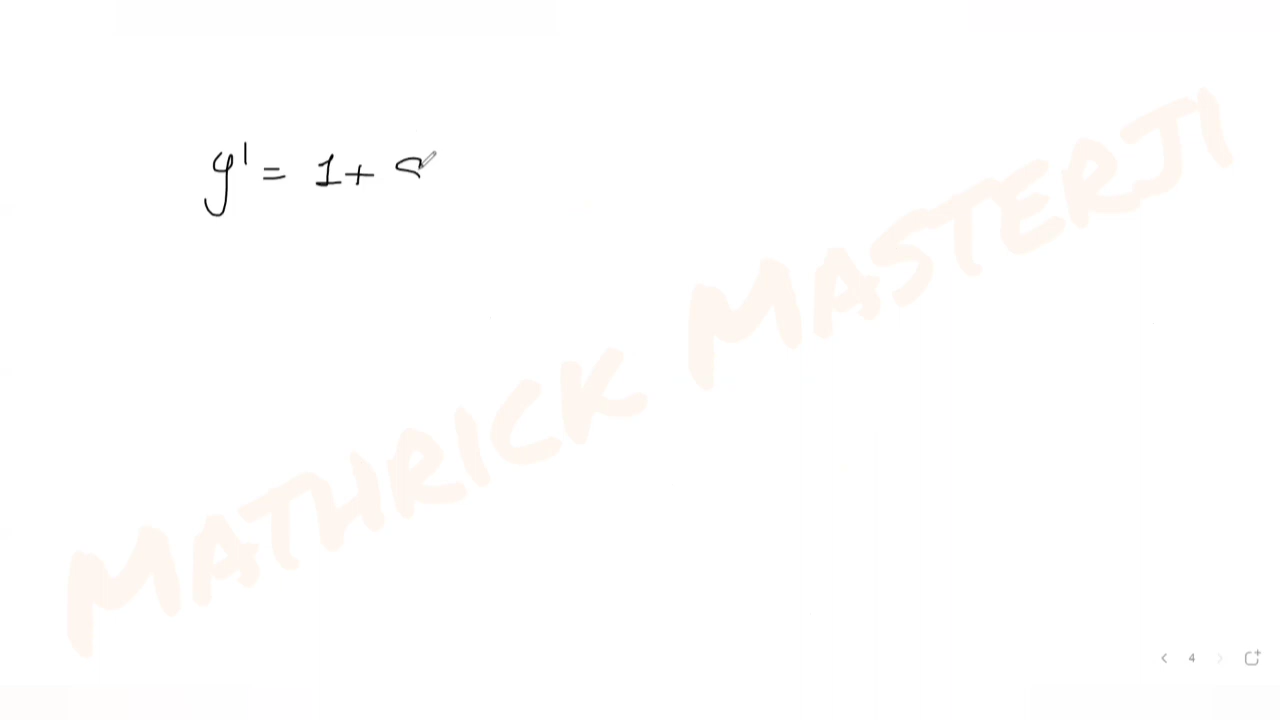 y' = 1 +
MATHRICK MASTERJI
4